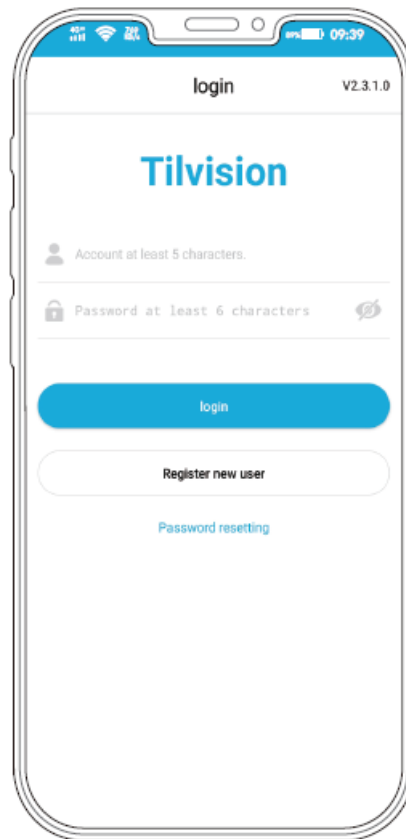 09:39
login
V2.3.1.0
Tilvision
Account at least 5 characters.
Password at least 6 characters
login
Register new user
Password resetting